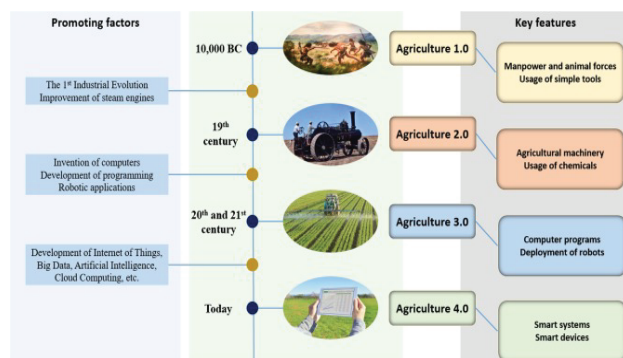 Promoting factors
Key features
10,000 BC
Agriculture 1.0
Manpower and animal forces
Usage of simple tools
The 1st Industrial Evolution
Improvement of steam engines
19th
century
Agriculture 2.0
Agricultural machinery
Usage of chemicals
Invention of computers
Development of programming
Robotic applications
20th and 21st
century
Agriculture 3.0
Computer programs
Deployment of robots
Development of Internet of Things,
Big Data, Artificial Intelligence,
Cloud Computing, etc.
Today
Agriculture 4.0
Smart systems
Smart devices